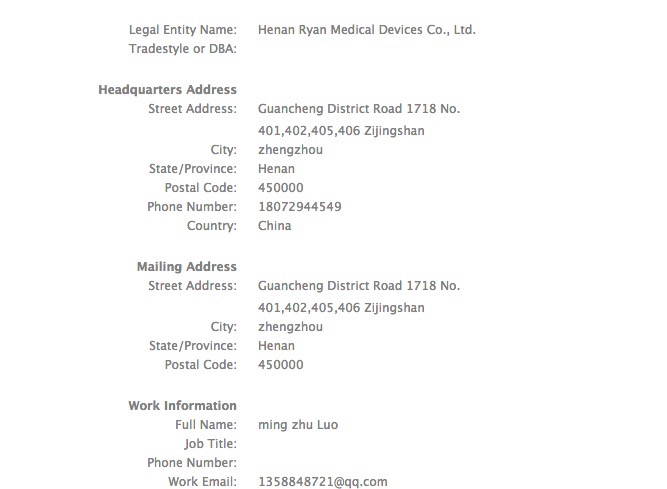 Legal Entity Name: Henan Ryan Medical Devices Co., Ltd.
Tradestyle or DBA:
Headquarters Address
Street Address: Guancheng District Road 1718 No.
401,402,405,406 Zijingshan
City: zhengzhou
State/Province: Henan
Postal Code: 450000
Phone Number: 18072944549
Country: China
Mailing Address
Street Address: Guancheng District Road 1718 No.
401,402,405,406 Zijingshan
City: zhengzhou
State/Province: Henan
Postal Code: 450000
Work Information
Full Name: ming zhu Luo
Job Title:
Phone Number:
Work Email: 1358848721@qq.com